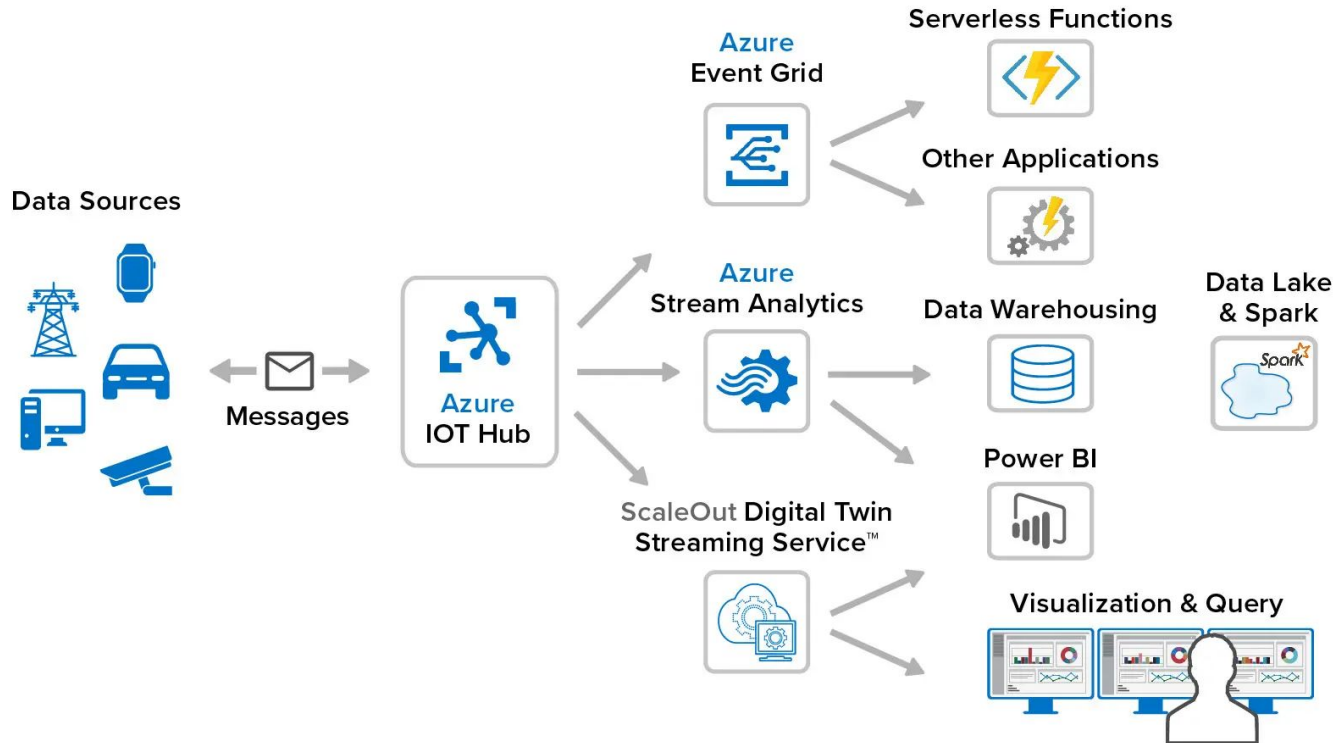 Data Sources
Messages
Azure
IOT Hub
Azure
Event Grid
Serverless Functions
Other Applications
Azure
Stream Analytics
Data Warehousing
Data Lake
& Spark
Spark
Power BI
ScaleOut Digital Twin
Streaming Service™
Visualization & Query